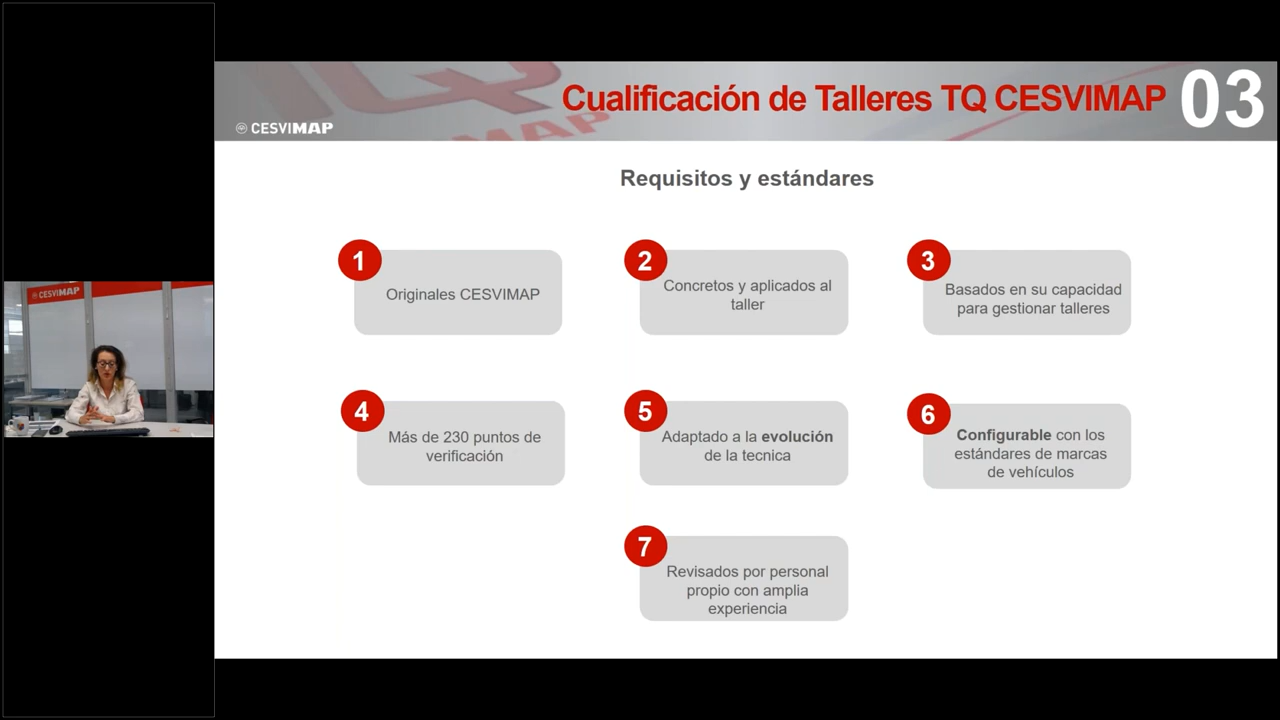 Cualificación de Talleres TQ CESVIMAP
03
CESVIMAP
Requisitos y estándares
1
Originales CESVIMAP
2
Concretos y aplicados al
taller
3
Basados en su capacidad
para gestionar talleres
4
Más de 230 puntos de
verificación
5
Adaptado a la evolución
de la tecnica
6
Configurable con los
estándares de marcas
de vehículos
7
Revisados por personal
propio con amplia
experiencia
CESVIMAP